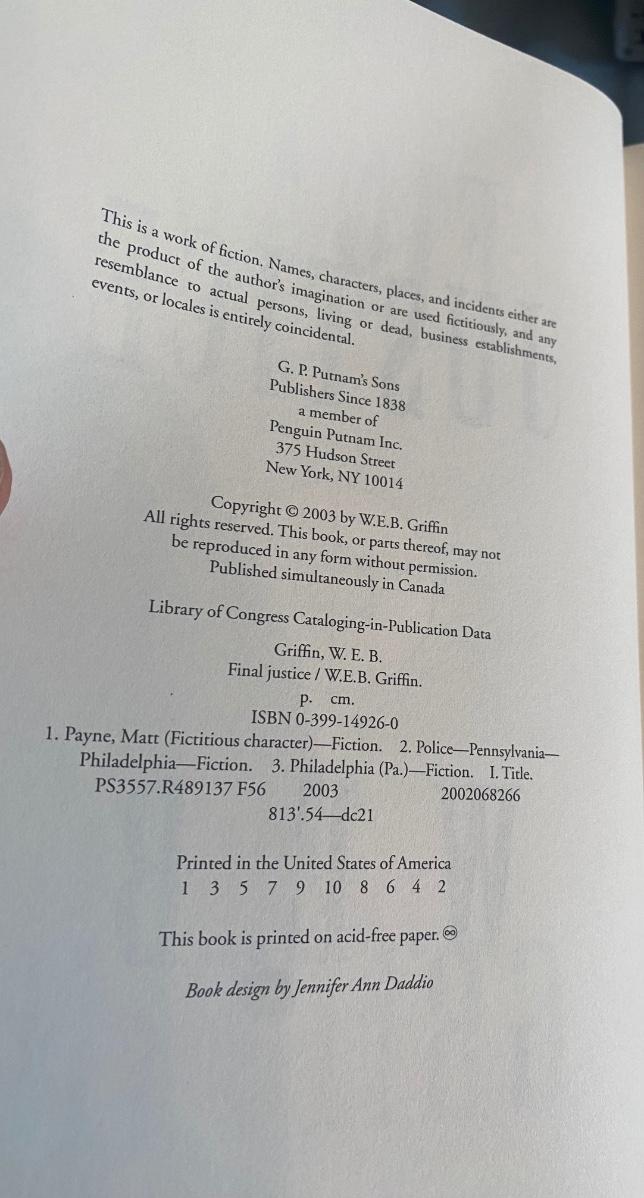 This is a work of fiction. Names, characters, places, and incidents either are
the product of the author's imagination or are used fictitiously, and any
resemblance to actual persons, living or dead, business establishments,
events, or locales is entirely coincidental.
G. P. Putnam's Sons
Publishers Since 1838
a member of
Penguin Putnam Inc.
375 Hudson Street
New York, NY 10014
Copyright © 2003 by W.E.B. Griffin
All rights reserved. This book, or parts thereof, may not
be reproduced in any form without permission.
Published simultaneously in Canada
Library of Congress Cataloging-in-Publication Data
Griffin, W. E. B.
Final justice / W.E.B. Griffin.
p. cm.
ISBN 0-399-14926-0
1. Payne, Matt (Fictitious character)—Fiction. 2. Police—Pennsylvania—
Philadelphia—Fiction. 3. Philadelphia (Pa.)—Fiction. I. Title.
PS3557.R489137 F56 2003 2002068266
813'.54—dc21
Printed in the United States of America
1 3 5 7 9 10 8 6 4 2
This book is printed on acid-free paper. ♾
Book design by Jennifer Ann Daddio